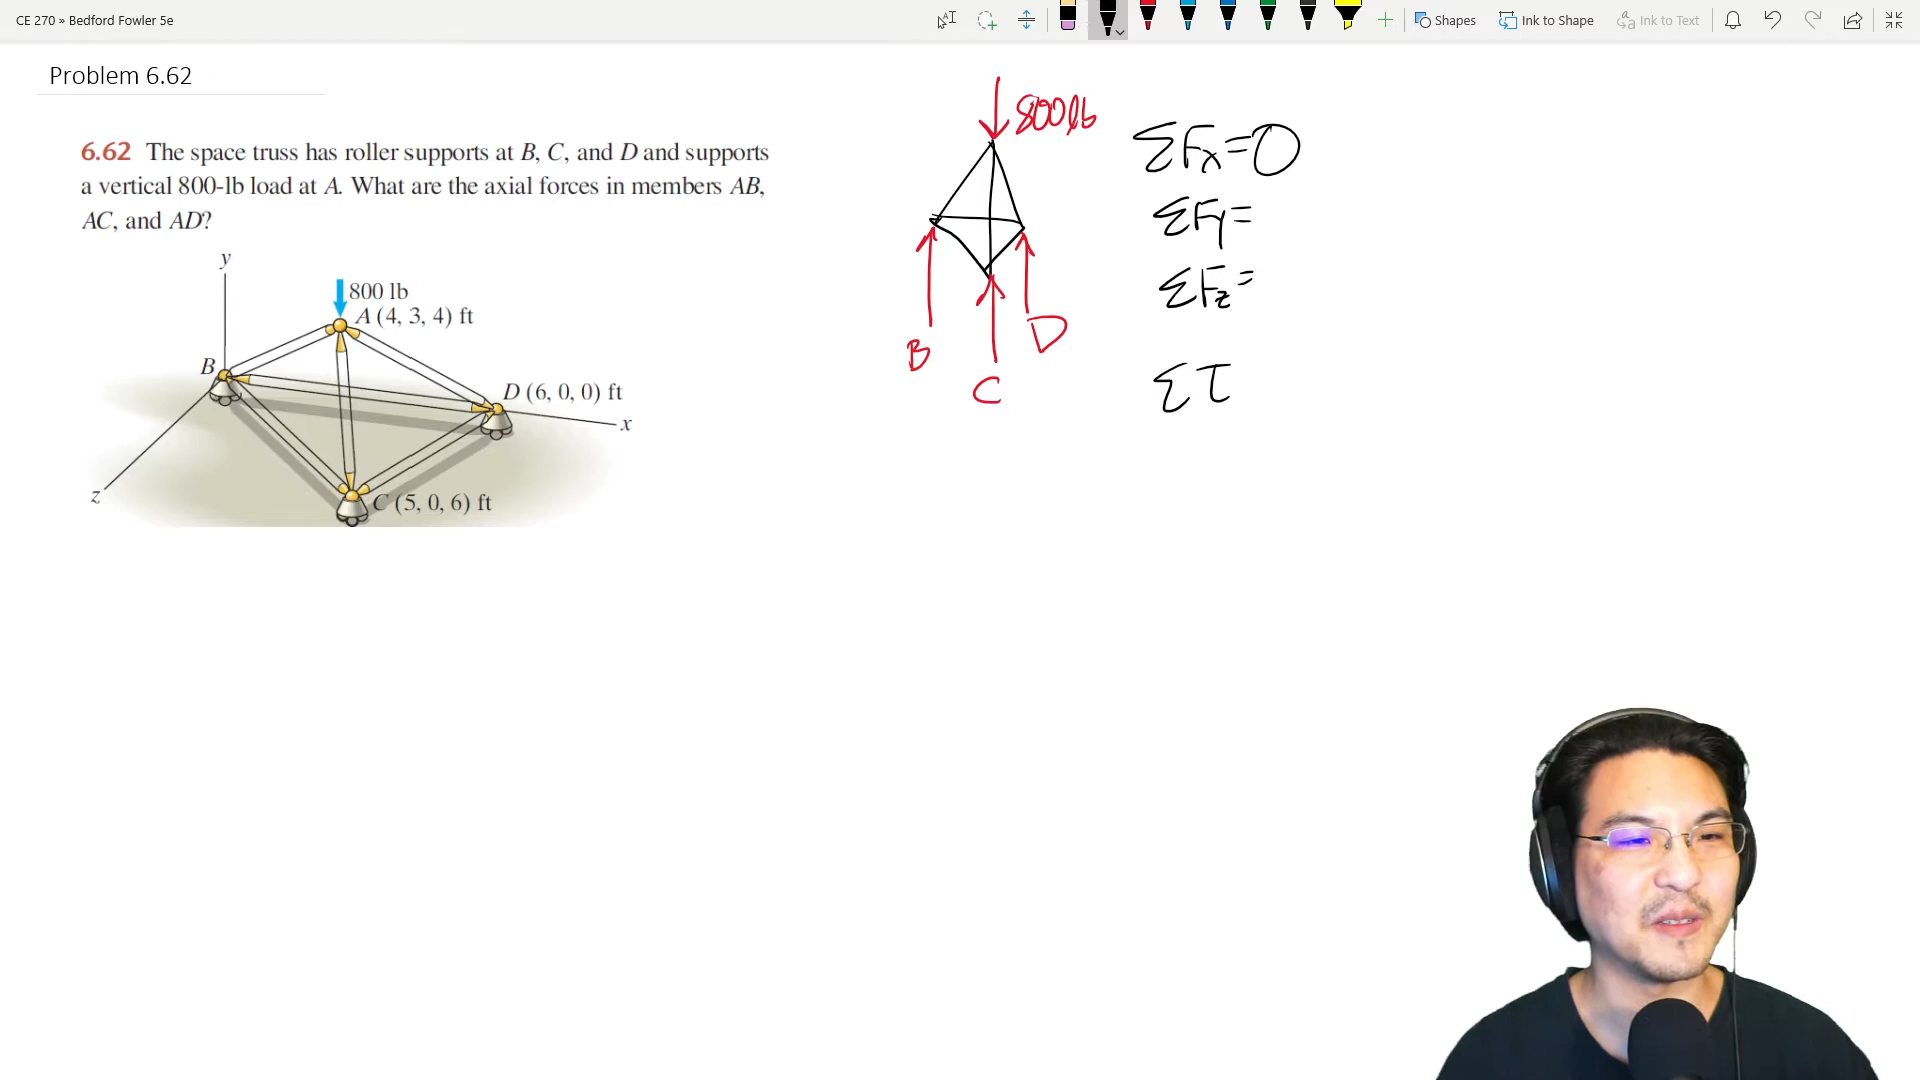 CE 270 » Bedford Fowler 5e
Shapes
Ink to Shape
Ink to Text
Problem 6.62
6.62 The space truss has roller supports at B, C, and D and supports
a vertical 800-lb load at A. What are the axial forces in members AB,
AC, and AD?
y
800 lb
A (4, 3, 4) ft
B
D (6, 0, 0) ft
x
z
C (5, 0, 6) ft
800lb
B
C
D
ΣFx=0
ΣFy=
ΣFz=
Στ